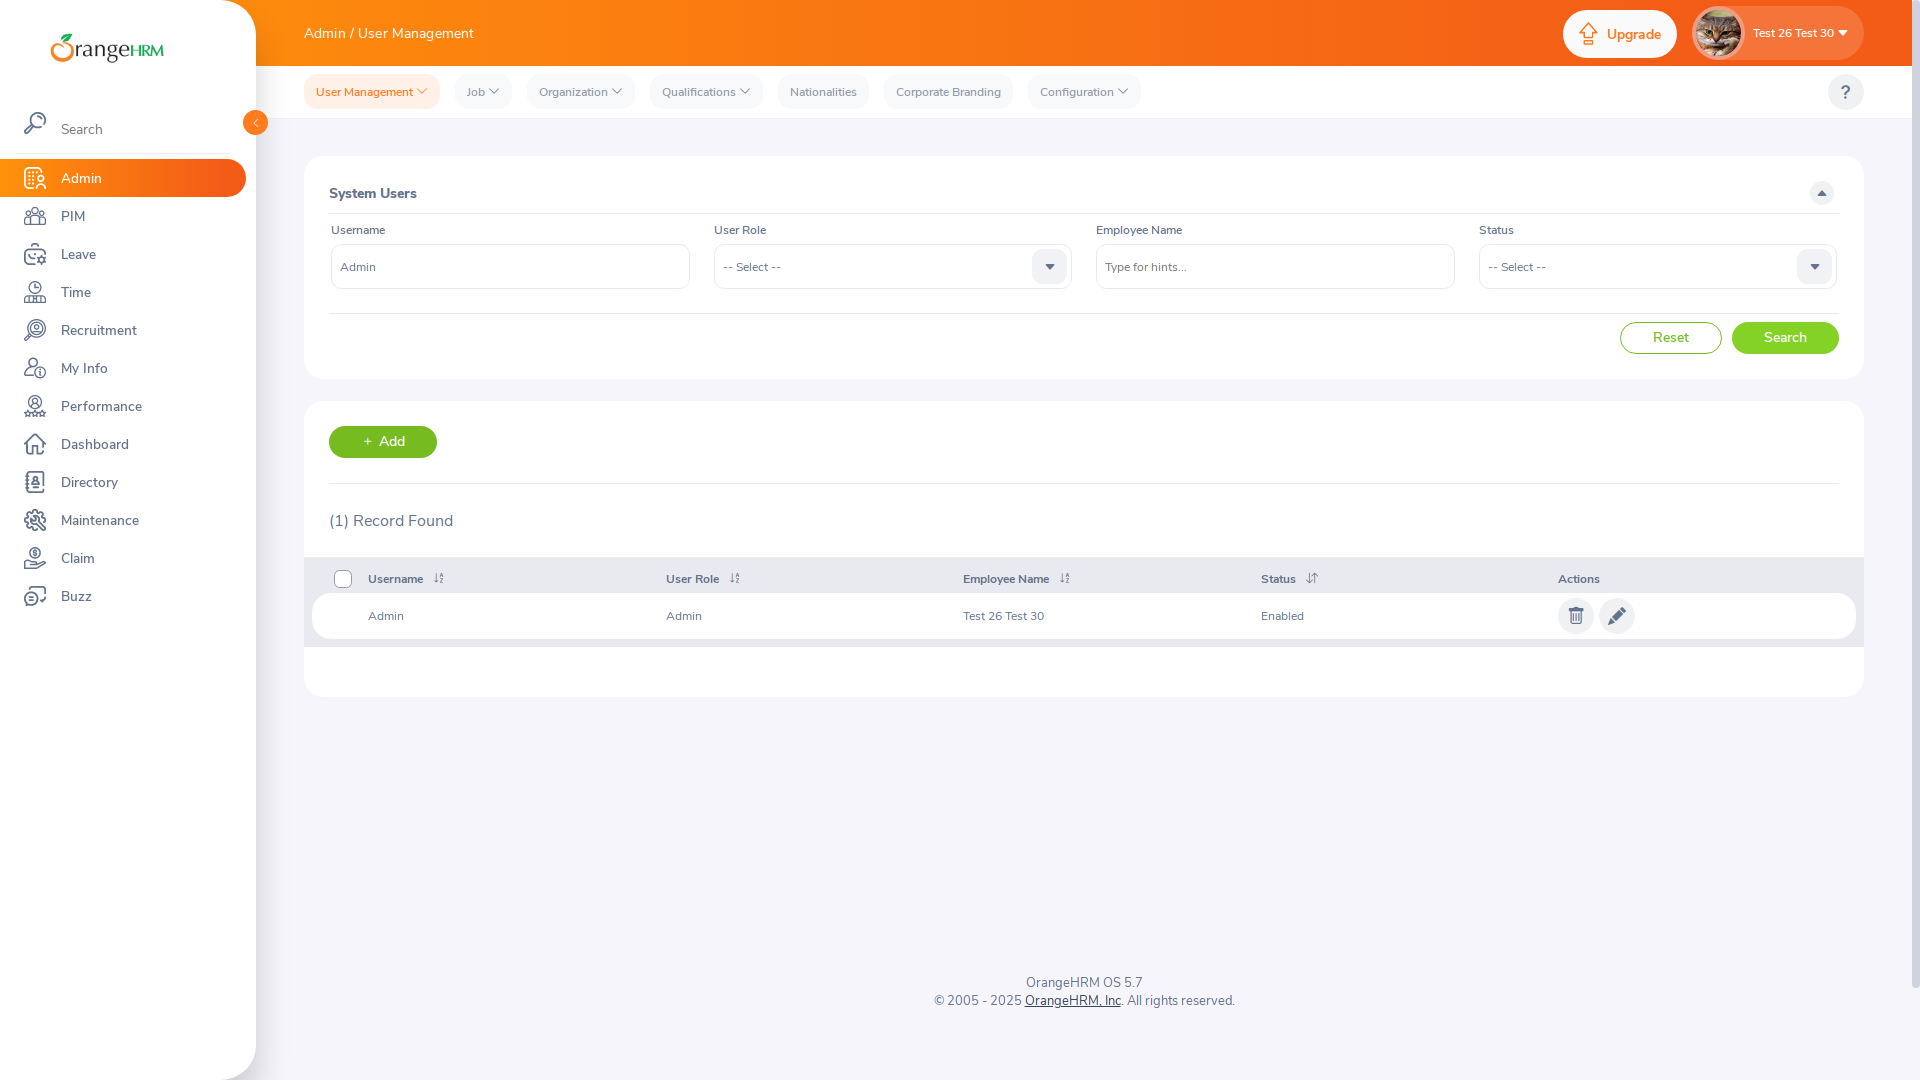 OrangeHRM
Admin / User Management
Upgrade
Test 26 Test 30
User Management
Job
Organization
Qualifications
Nationalities
Corporate Branding
Configuration
?
Search
Admin
PIM
Leave
Time
Recruitment
My Info
Performance
Dashboard
Directory
Maintenance
Claim
Buzz
System Users
Username
User Role
Employee Name
Status
Admin
-- Select --
Type for hints...
-- Select --
Reset
Search
+ Add
(1) Record Found
Username
User Role
Employee Name
Status
Actions
Admin
Admin
Test 26 Test 30
Enabled
OrangeHRM OS 5.7
© 2005 - 2025 OrangeHRM, Inc. All rights reserved.